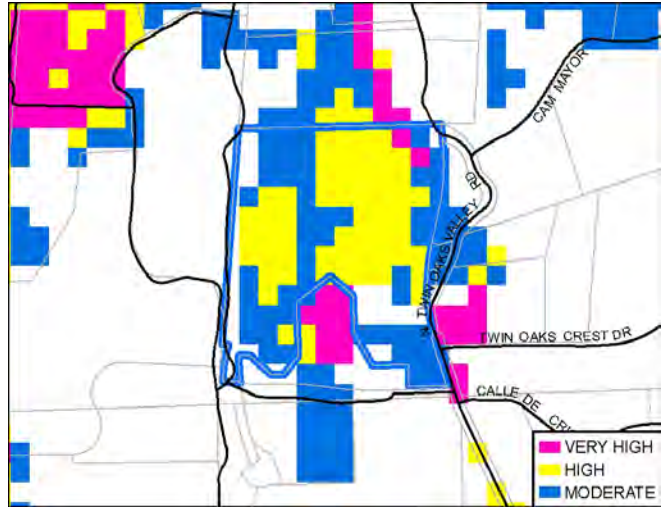 CAM MAYOR
N TWIN OAKS VALLEY RD
TWIN OAKS CREST DR
CALLE DE
VERY HIGH
HIGH
MODERATE